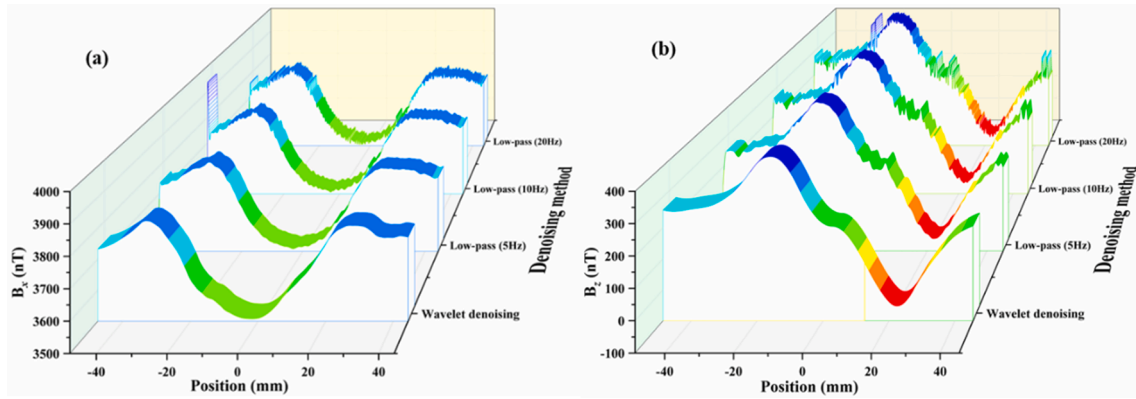 (a)
4000
3900
3800
3700
3600
3500
Bx (nT)
-40
-20
0
20
40
Position (mm)
Low-pass (20Hz)
Low-pass (10Hz)
Low-pass (5Hz)
Wavelet denoising
Denoising method
(b)
400
300
200
100
0
-100
Bz (nT)
-40
-20
0
20
40
Position (mm)
Low-pass (20Hz)
Low-pass (10Hz)
Low-pass (5Hz)
Wavelet denoising
Denoising method